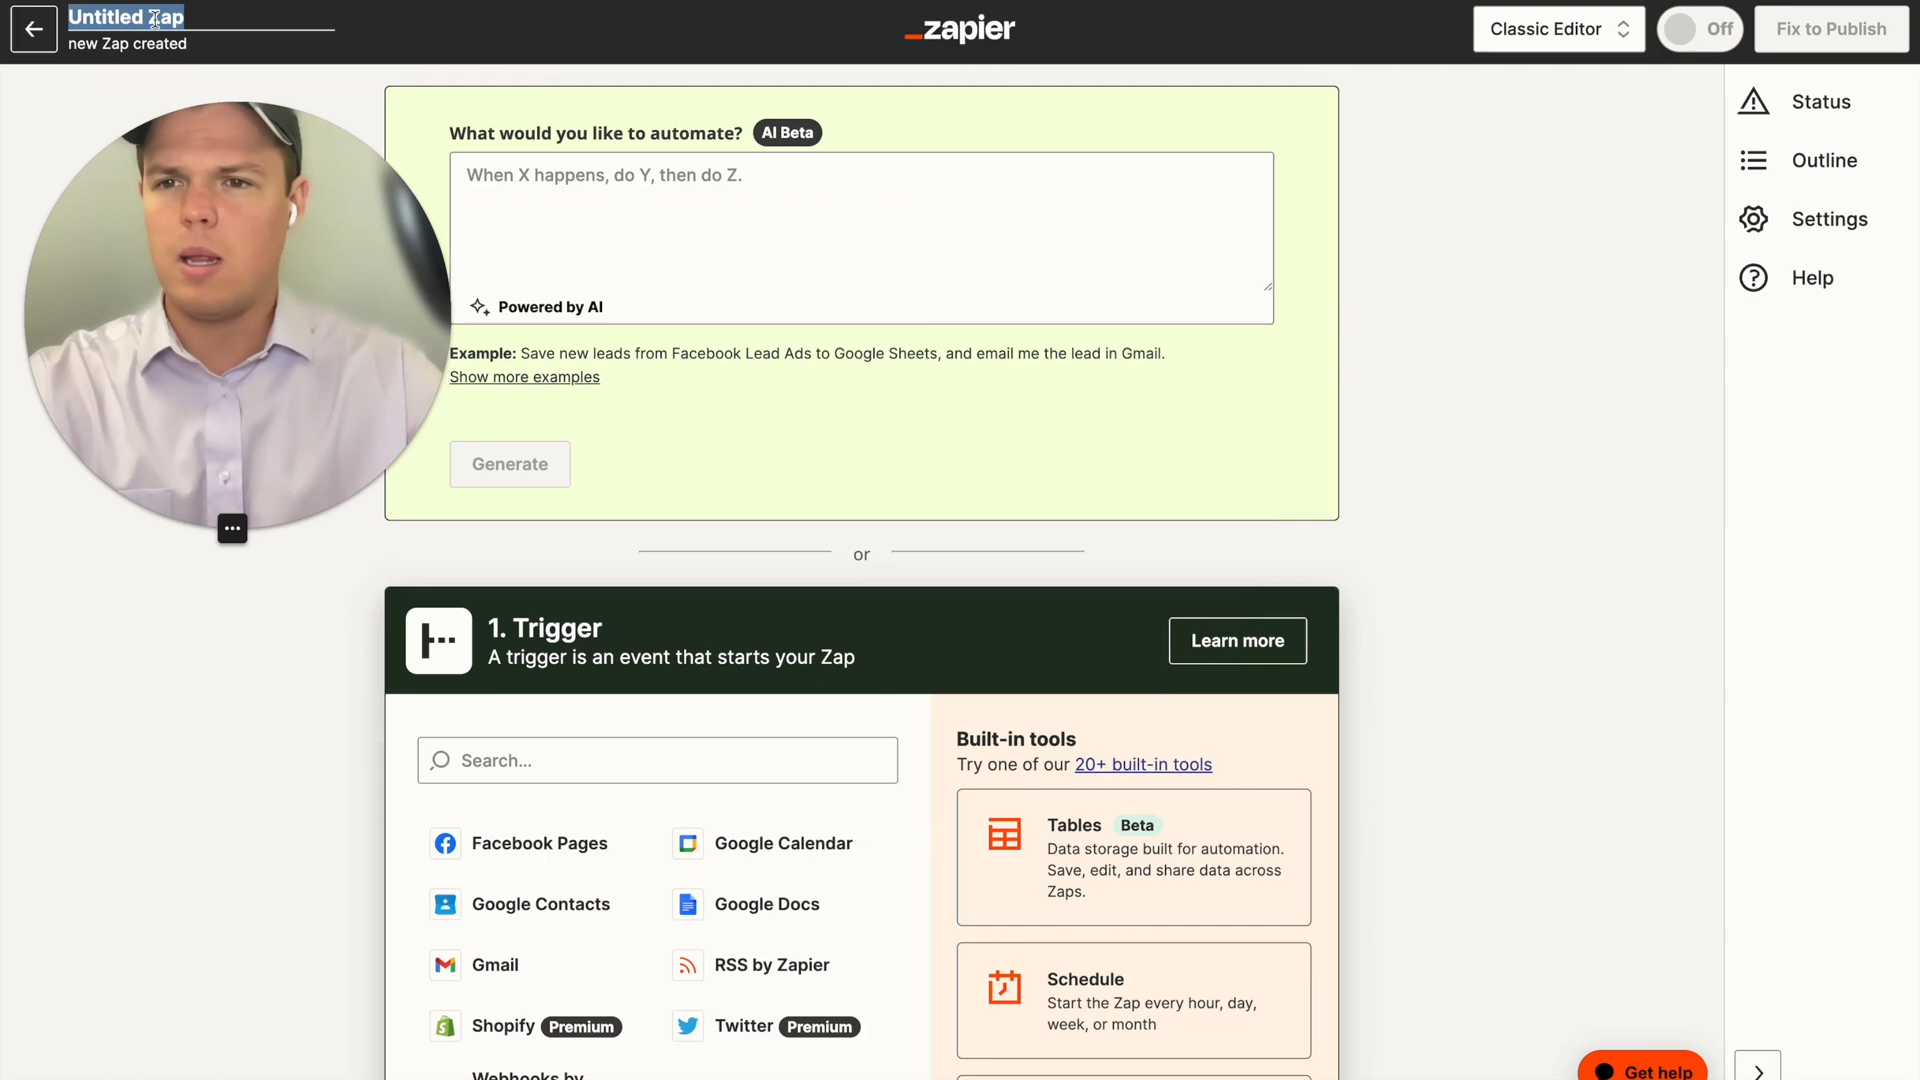 Untitled Zap
new Zap created
zapier
Classic Editor
Off
Fix to Publish
Status
Outline
Settings
Help
What would you like to automate? AI Beta
When X happens, do Y, then do Z.
Powered by AI
Example: Save new leads from Facebook Lead Ads to Google Sheets, and email me the lead in Gmail.
Show more examples
Generate
or
1. Trigger
A trigger is an event that starts your Zap
Learn more
Search...
Facebook Pages
Google Calendar
Google Contacts
Google Docs
Gmail
RSS by Zapier
Shopify Premium
Twitter Premium
Webhooks by
Built-in tools
Try one of our 20+ built-in tools
Tables Beta
Data storage built for automation.
Save, edit, and share data across
Zaps.
Schedule
Start the Zap every hour, day,
week, or month
Get help